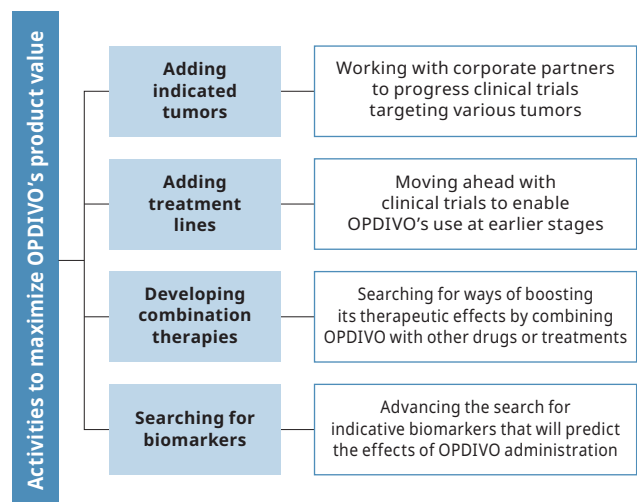 Activities to maximize OPDIVO's product value
Adding
indicated
tumors
Working with corporate partners
to progress clinical trials
targeting various tumors
Adding
treatment
lines
Moving ahead with
clinical trials to enable
OPDIVO's use at earlier stages
Developing
combination
therapies
Searching for ways of boosting
its therapeutic effects by combining
OPDIVO with other drugs or treatments
Searching for
biomarkers
Advancing the search for
indicative biomarkers that will predict
the effects of OPDIVO administration